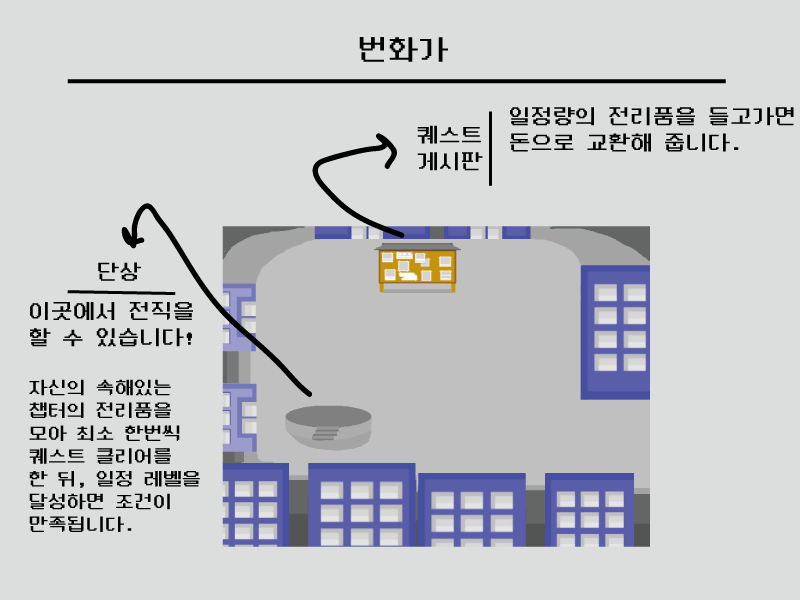 번화가
퀘스트
게시판
일정량의 전리품을 들고가면
돈으로 교환해 줍니다.
단상
이곳에서 전직을
할 수 있습니다!
자신의 속해있는
챕터의 전리품을
모아 최소 한번씩
퀘스트 클리어를
한 뒤, 일정 레벨을
달성하면 조건이
만족됩니다.